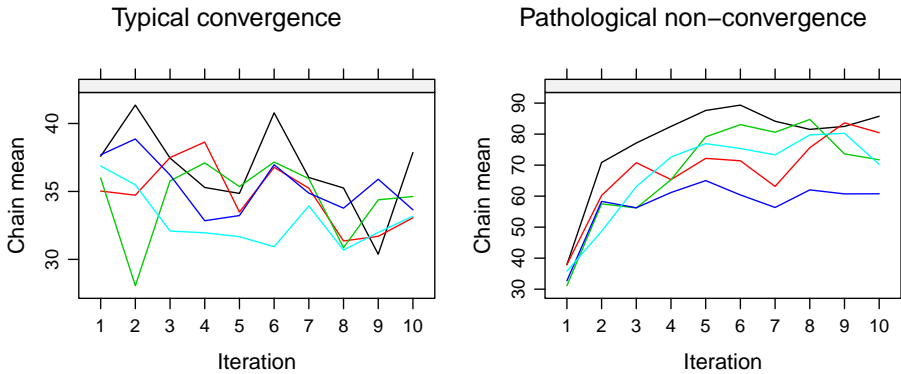 Typical convergence
1 2 3 4 5 6 7 8 9 10
40
35
30
Chain mean
Iteration
Pathological non−convergence
1 2 3 4 5 6 7 8 9 10
90
80
70
60
50
40
30
Chain mean
Iteration